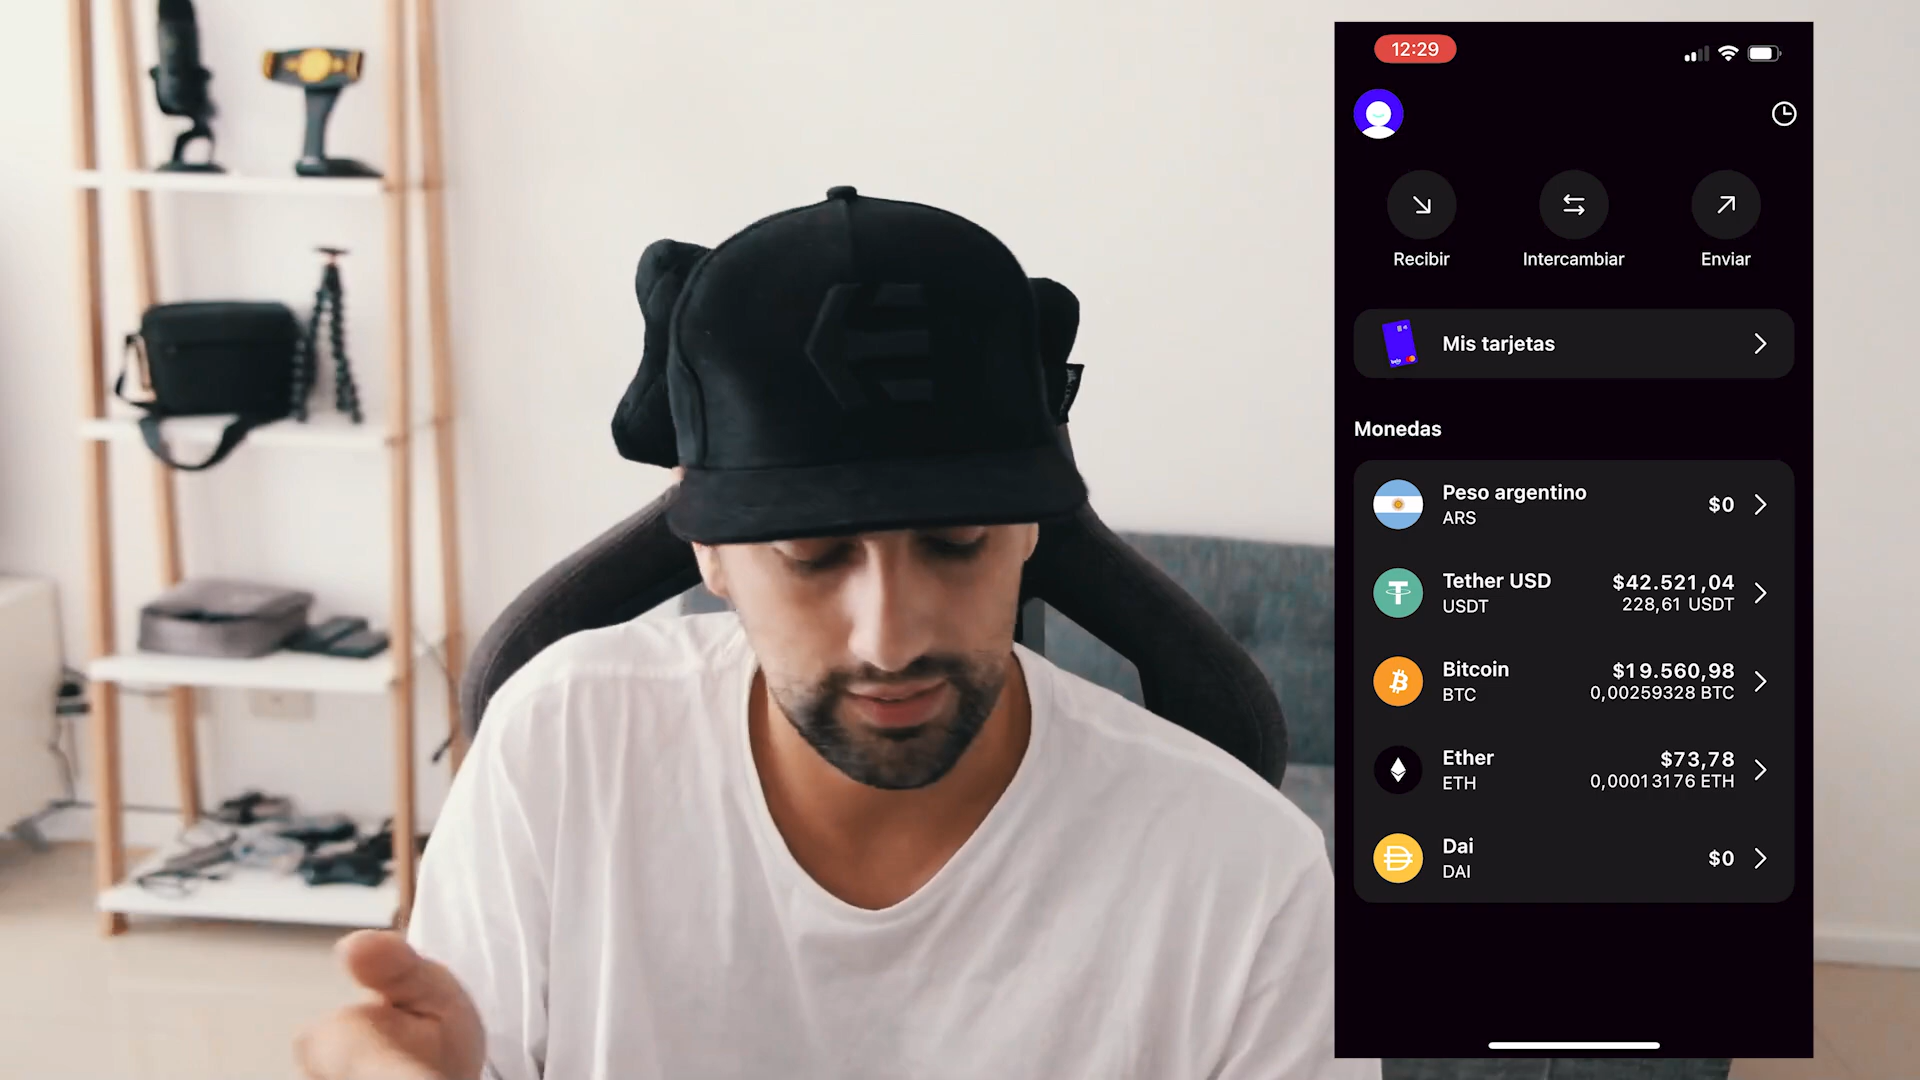 12:29
Recibir
Intercambiar
Enviar
Mis tarjetas
Monedas
Peso argentino
ARS
$0
Tether USD
USDT
$42.521,04
228,61 USDT
Bitcoin
BTC
$19.560,98
0,00259328 BTC
Ether
ETH
$73,78
0,00013176 ETH
Dai
DAI
$0